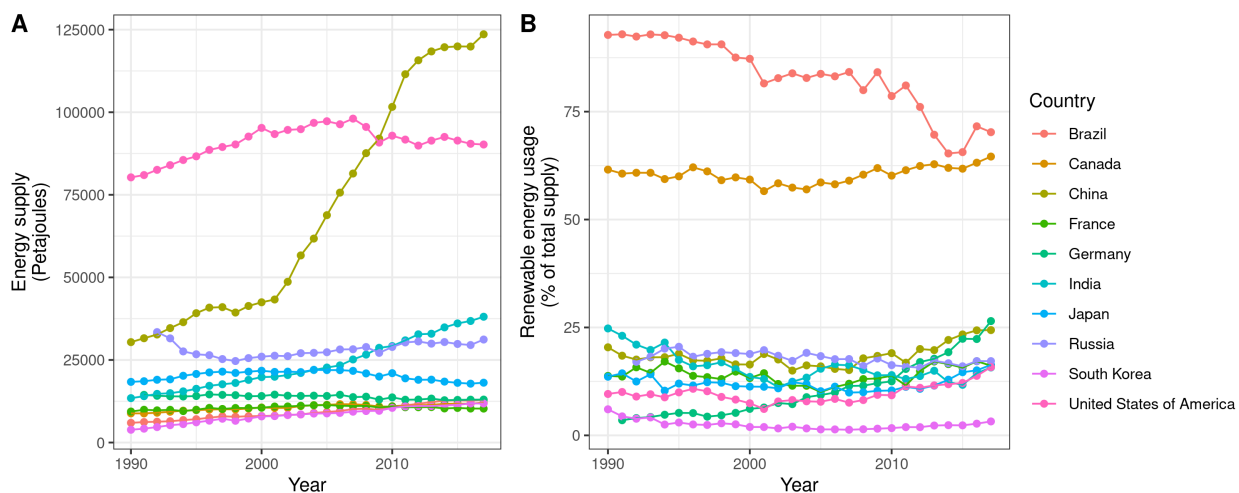 A
Energy supply
(Petajoules)
125000
100000
75000
50000
25000
0
1990
2000
2010
Year
B
Renewable energy usage
(% of total supply)
75
50
25
0
1990
2000
2010
Year
Country
Brazil
Canada
China
France
Germany
India
Japan
Russia
South Korea
United States of America